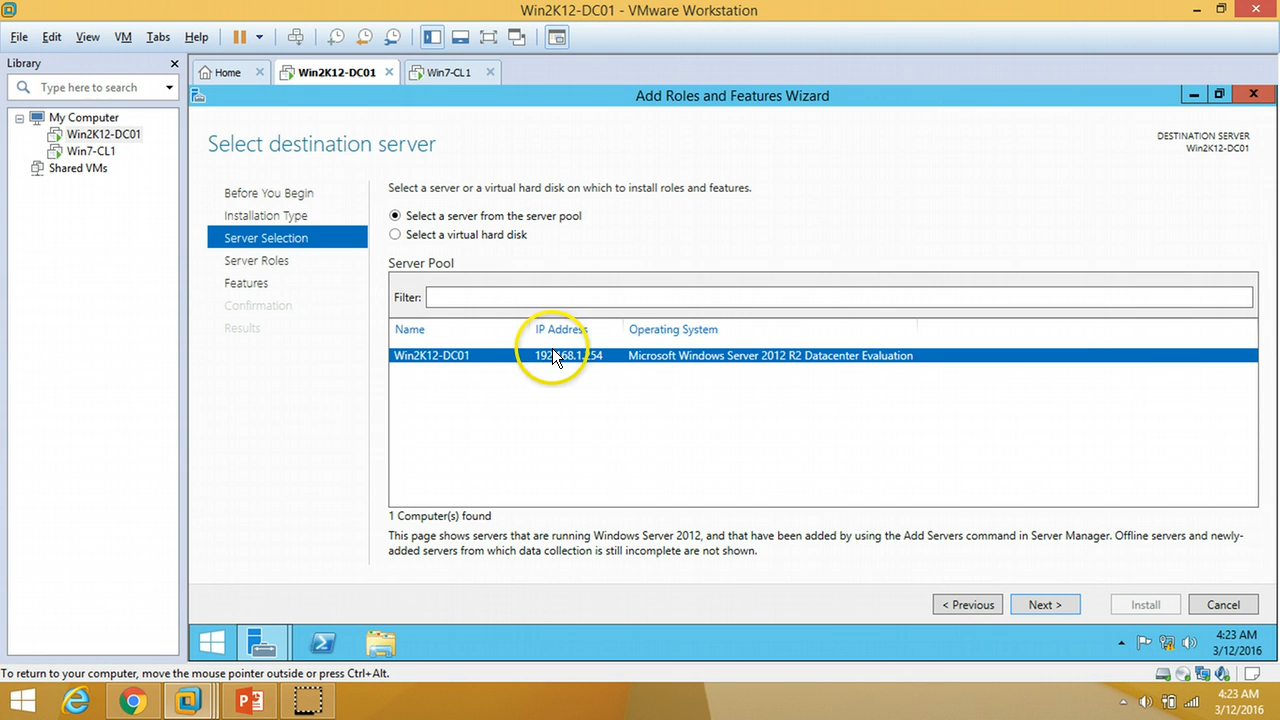 Win2K12-DC01 - VMware Workstation
File Edit View VM Tabs Help
Library
Type here to search
My Computer
Win2K12-DC01
Win7-CL1
Shared VMs
Home Win2K12-DC01 Win7-CL1
Add Roles and Features Wizard
Select destination server
DESTINATION SERVER
Win2K12-DC01
Before You Begin
Installation Type
Server Selection
Server Roles
Features
Confirmation
Results
Select a server or a virtual hard disk on which to install roles and features.
Select a server from the server pool
Select a virtual hard disk
Server Pool
Filter:
Name IP Address Operating System
Win2K12-DC01 192.168.1.254 Microsoft Windows Server 2012 R2 Datacenter Evaluation
1 Computer(s) found
This page shows servers that are running Windows Server 2012, and that have been added by using the Add Servers command in Server Manager. Offline servers and newly-
added servers from which data collection is still incomplete are not shown.
< Previous Next > Install Cancel
4:23 AM
3/12/2016
To return to your computer, move the mouse pointer outside or press Ctrl+Alt.
4:23 AM
3/12/2016